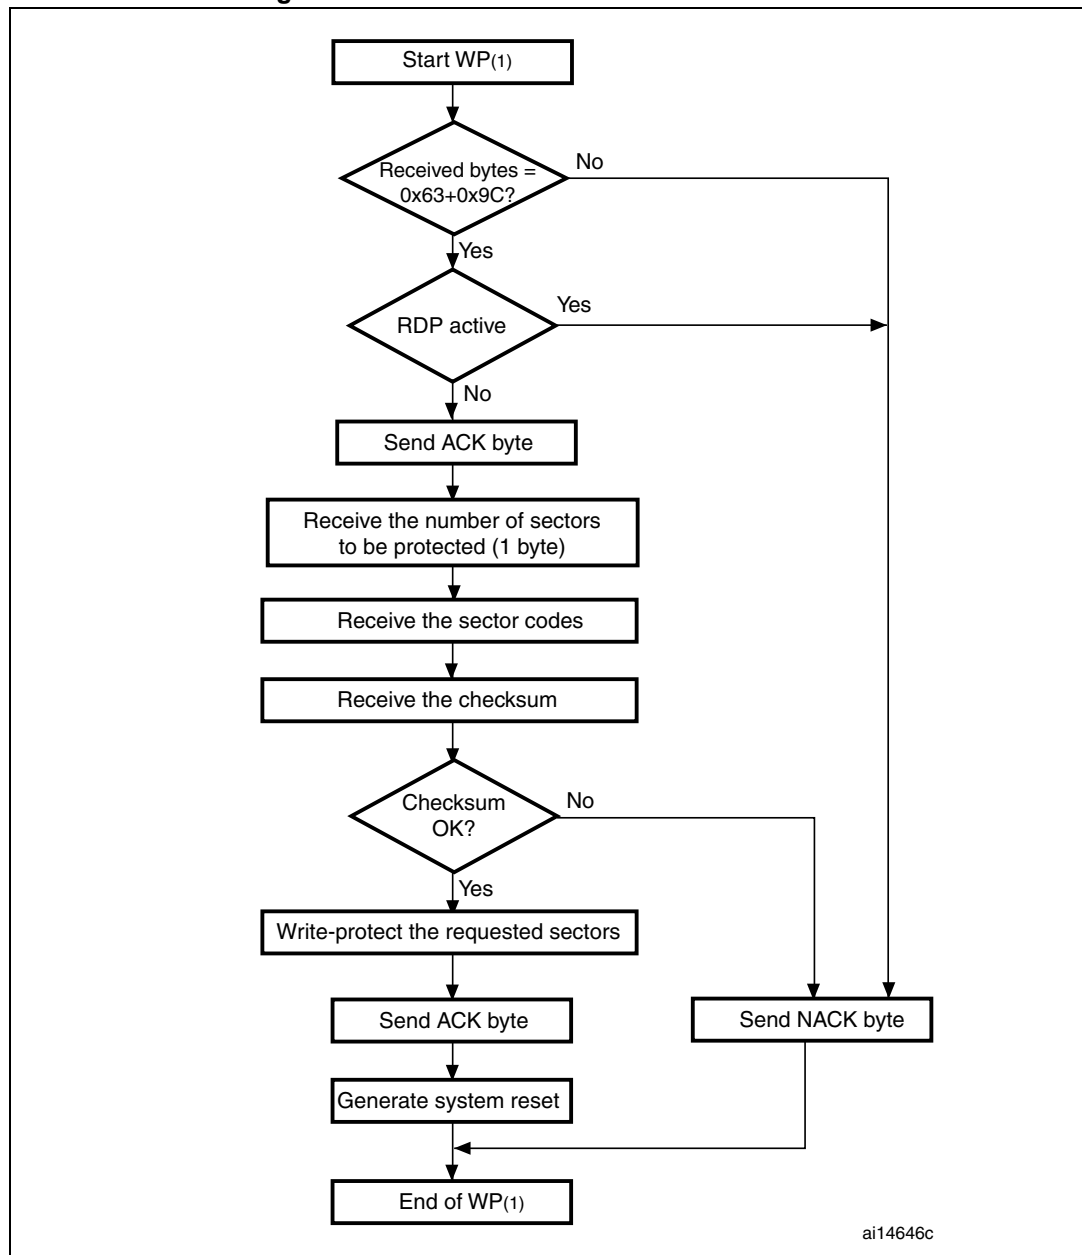 Start WP(1)
Received bytes =
0x63+0x9C?
No
Yes
RDP active
Yes
No
Send ACK byte
Receive the number of sectors
to be protected (1 byte)
Receive the sector codes
Receive the checksum
Checksum
OK?
No
Yes
Write-protect the requested sectors
Send ACK byte
Send NACK byte
Generate system reset
End of WP(1)
ai14646c